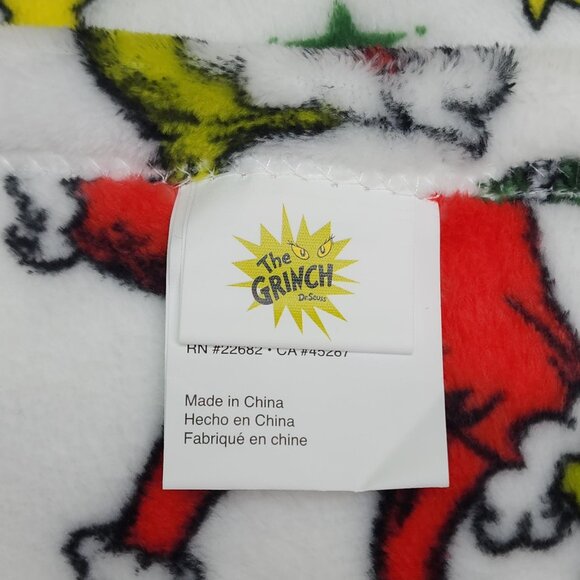 The
GRINCH
Dr. Seuss
RN #22682 • CA #45287
Made in China
Hecho en China
Fabriqué en chine